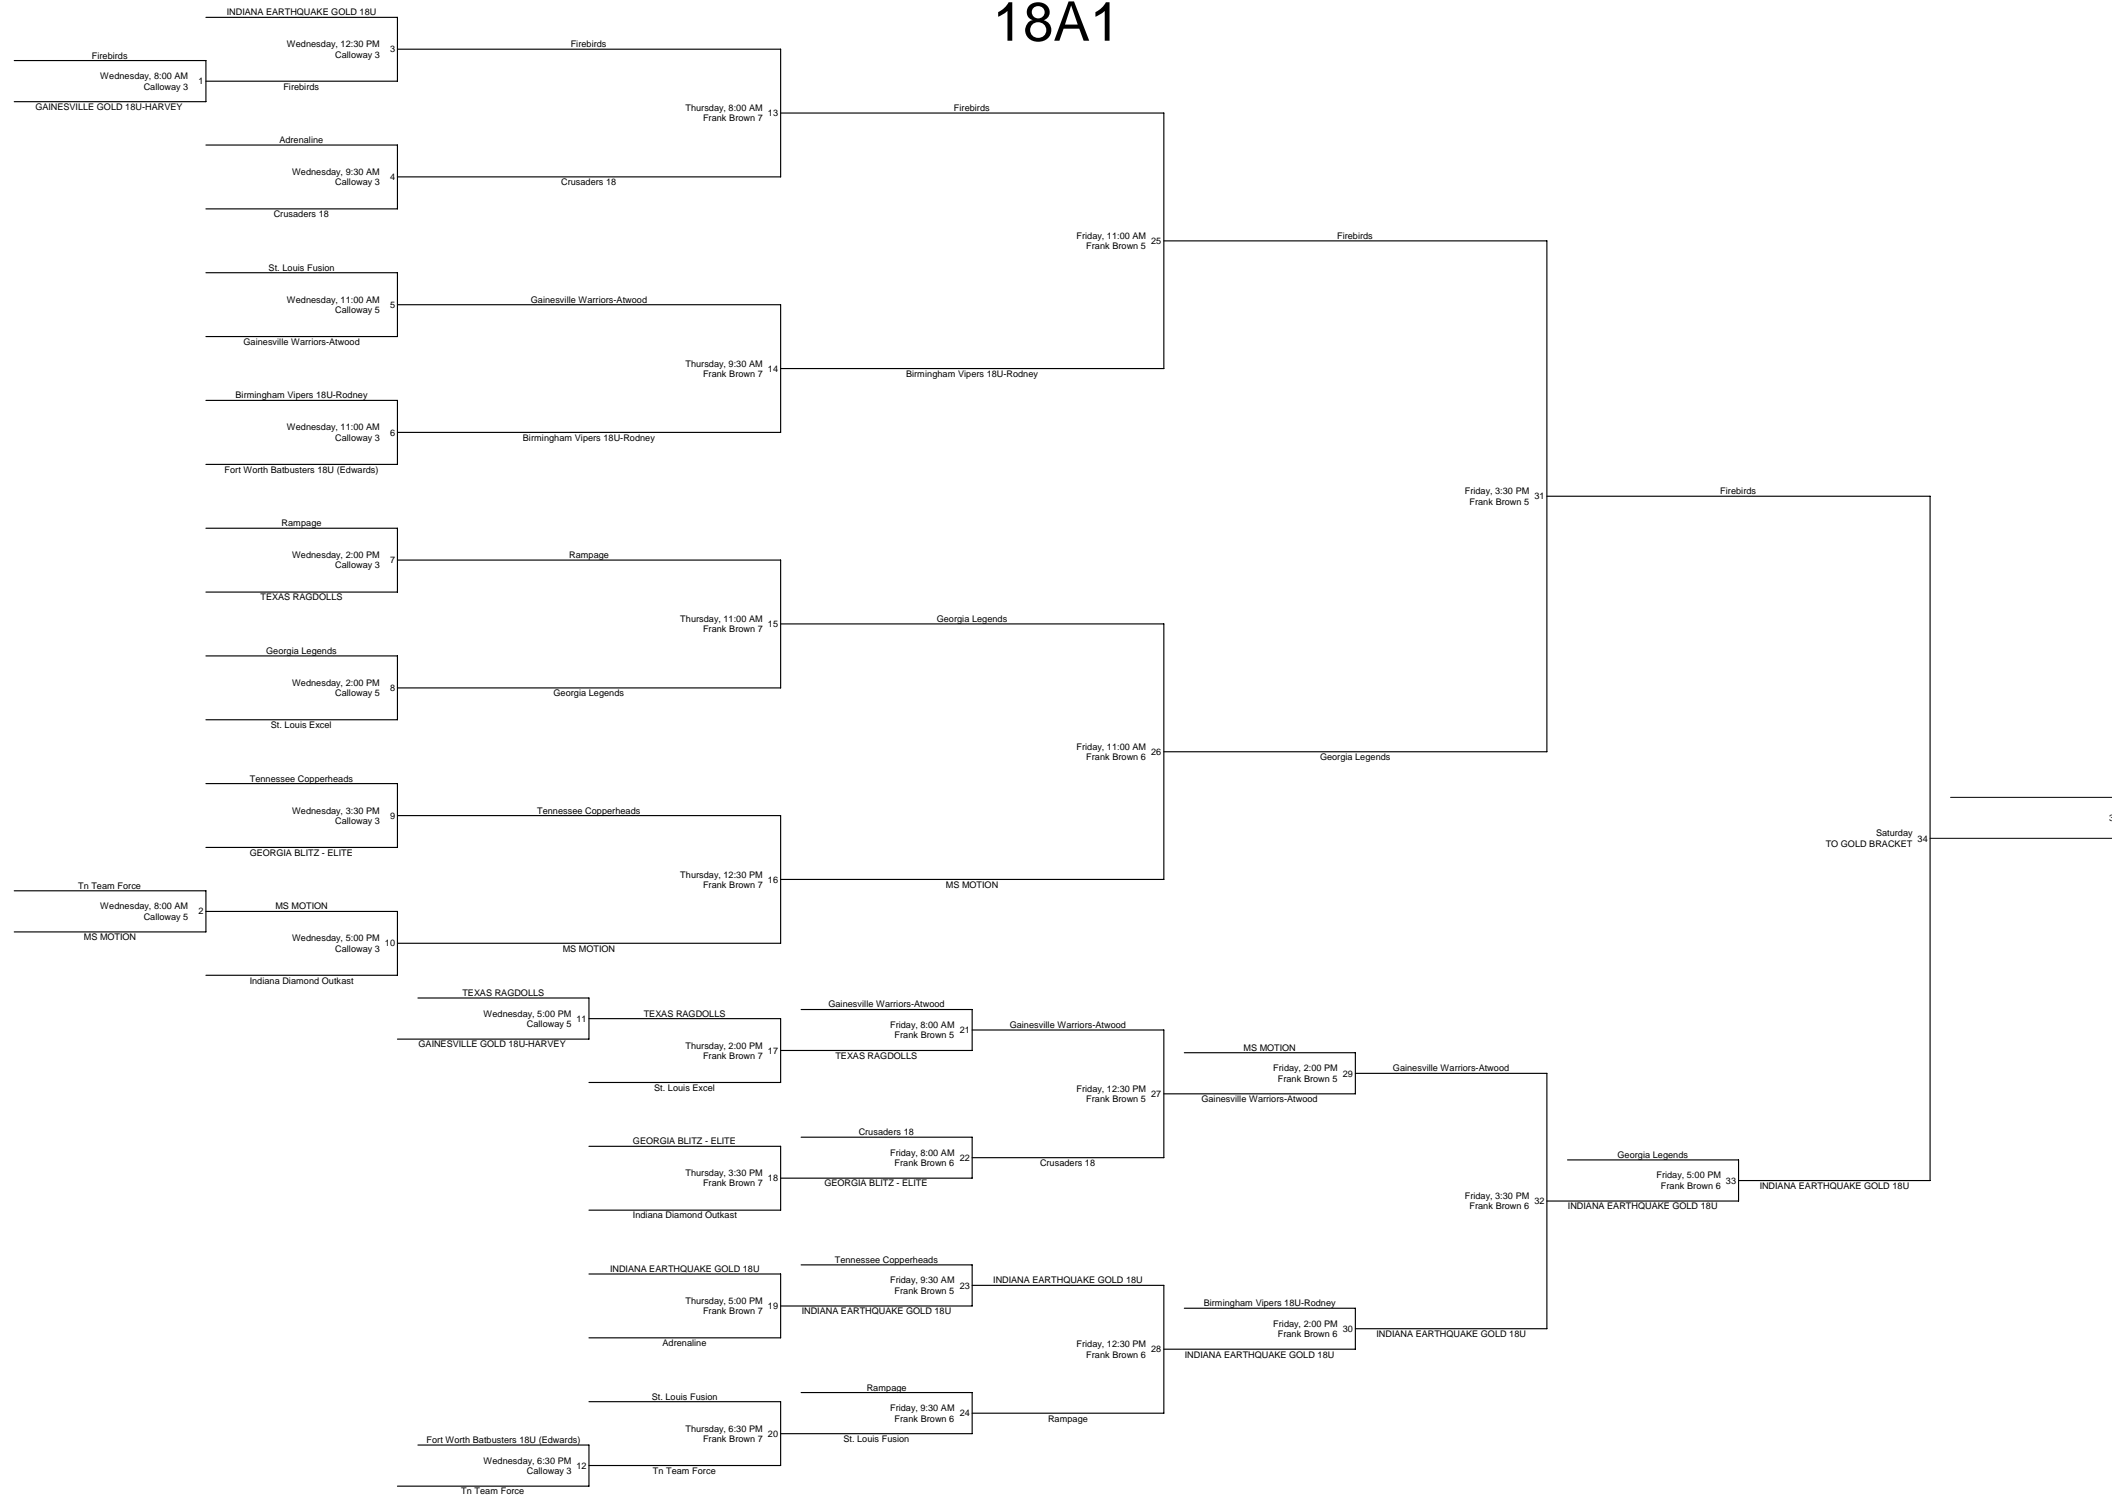 18A1
INDIANA EARTHQUAKE GOLD 18U
Wednesday, 12:30 PM
Calloway 3
3
Firebirds
Firebirds
Wednesday, 8:00 AM
Calloway 3
1
Firebirds
GAINESVILLE GOLD 18U-HARVEY
Thursday, 8:00 AM
Frank Brown 7
13
Firebirds
Adrenaline
Wednesday, 9:30 AM
Calloway 3
4
Crusaders 18
Crusaders 18
Friday, 11:00 AM
Frank Brown 5
25
Firebirds
St. Louis Fusion
Wednesday, 11:00 AM
Calloway 5
5
Gainesville Warriors-Atwood
Gainesville Warriors-Atwood
Thursday, 9:30 AM
Frank Brown 7
14
Birmingham Vipers 18U-Rodney
Birmingham Vipers 18U-Rodney
Wednesday, 11:00 AM
Calloway 3
6
Birmingham Vipers 18U-Rodney
Fort Worth Batbusters 18U (Edwards)
Friday, 3:30 PM
Frank Brown 5
31
Firebirds
Rampage
Wednesday, 2:00 PM
Calloway 3
7
Rampage
TEXAS RAGDOLLS
Thursday, 11:00 AM
Frank Brown 7
15
Georgia Legends
Georgia Legends
Wednesday, 2:00 PM
Calloway 5
8
Georgia Legends
St. Louis Excel
Friday, 11:00 AM
Frank Brown 6
26
Georgia Legends
Tennessee Copperheads
Wednesday, 3:30 PM
Calloway 3
9
Tennessee Copperheads
GEORGIA BLITZ - ELITE
3
Saturday
TO GOLD BRACKET
34
Thursday, 12:30 PM
Frank Brown 7
16
MS MOTION
Tn Team Force
Wednesday, 8:00 AM
Calloway 5
2
MS MOTION
MS MOTION
Wednesday, 5:00 PM
Calloway 3
10
MS MOTION
Indiana Diamond Outkast
TEXAS RAGDOLLS
Wednesday, 5:00 PM
Calloway 5
11
TEXAS RAGDOLLS
GAINESVILLE GOLD 18U-HARVEY
Thursday, 2:00 PM
Frank Brown 7
17
St. Louis Excel
Gainesville Warriors-Atwood
Friday, 8:00 AM
Frank Brown 5
21
Gainesville Warriors-Atwood
TEXAS RAGDOLLS
Friday, 12:30 PM
Frank Brown 5
27
MS MOTION
Friday, 2:00 PM
Frank Brown 5
29
Gainesville Warriors-Atwood
Gainesville Warriors-Atwood
GEORGIA BLITZ - ELITE
Thursday, 3:30 PM
Frank Brown 7
18
Indiana Diamond Outkast
Crusaders 18
Friday, 8:00 AM
Frank Brown 6
22
Crusaders 18
GEORGIA BLITZ - ELITE
Friday, 3:30 PM
Frank Brown 6
32
Georgia Legends
Friday, 5:00 PM
Frank Brown 6
33
INDIANA EARTHQUAKE GOLD 18U
INDIANA EARTHQUAKE GOLD 18U
INDIANA EARTHQUAKE GOLD 18U
Thursday, 5:00 PM
Frank Brown 7
19
Adrenaline
Tennessee Copperheads
Friday, 9:30 AM
Frank Brown 5
23
INDIANA EARTHQUAKE GOLD 18U
INDIANA EARTHQUAKE GOLD 18U
Friday, 12:30 PM
Frank Brown 6
28
Birmingham Vipers 18U-Rodney
Friday, 2:00 PM
Frank Brown 6
30
INDIANA EARTHQUAKE GOLD 18U
INDIANA EARTHQUAKE GOLD 18U
St. Louis Fusion
Thursday, 6:30 PM
Frank Brown 7
20
Rampage
Friday, 9:30 AM
Frank Brown 6
24
Rampage
St. Louis Fusion
Fort Worth Batbusters 18U (Edwards)
Wednesday, 6:30 PM
Calloway 3
12
Tn Team Force
Tn Team Force